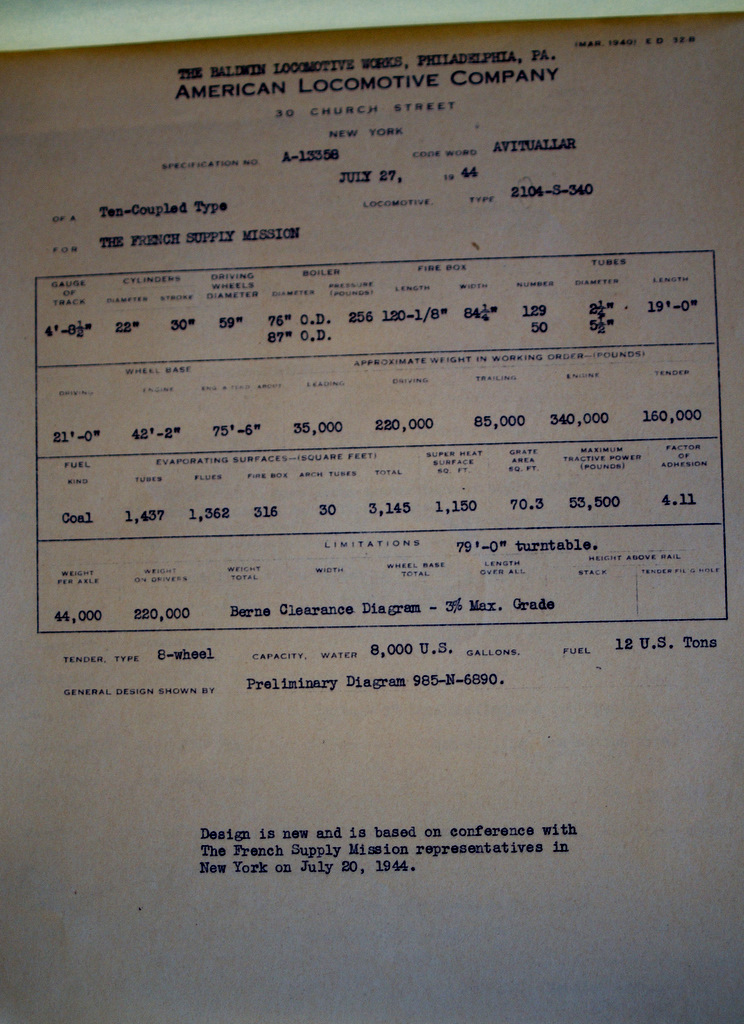 (MAR. 1940) E D 32 B
THE BALDWIN LOCOMOTIVE WORKS, PHILADELPHIA, PA.
AMERICAN LOCOMOTIVE COMPANY
30 CHURCH STREET
NEW YORK
SPECIFICATION NO. A-13358 CODE WORD AVITUALLAR
JULY 27, 19 44
OF A Ten-Coupled Type LOCOMOTIVE. TYPE 2104-S-340
FOR THE FRENCH SUPPLY MISSION
GAUGE OF TRACK CYLINDERS DRIVING WHEELS DIAMETER BOILER FIRE BOX TUBES
DIAMETER STROKE DIAMETER PRESSURE (POUNDS) LENGTH WIDTH NUMBER DIAMETER LENGTH
4'-8½" 22" 30" 59" 76" O.D. 256 120-1/8" 84¼" 129 2¼" 19'-0"
87" O.D. 50 5½"
WHEEL BASE APPROXIMATE WEIGHT IN WORKING ORDER—(POUNDS)
DRIVING ENGINE ENG. & TEND. ABOUT LEADING DRIVING TRAILING ENGINE TENDER
21'-0" 42'-2" 75'-6" 35,000 220,000 85,000 340,000 160,000
FUEL EVAPORATING SURFACES—(SQUARE FEET) SUPER HEAT SURFACE SQ. FT. GRATE AREA SQ. FT. MAXIMUM TRACTIVE POWER (POUNDS) FACTOR OF ADHESION
KIND TUBES FLUES FIRE BOX ARCH TUBES TOTAL
Coal 1,437 1,362 316 30 3,145 1,150 70.3 53,500 4.11
LIMITATIONS 79'-0" turntable.
WEIGHT PER AXLE WEIGHT ON DRIVERS WEIGHT TOTAL WIDTH WHEEL BASE TOTAL LENGTH OVER ALL HEIGHT ABOVE RAIL
STACK TENDER FIL'G HOLE
44,000 220,000 Berne Clearance Diagram - 3% Max. Grade
TENDER, TYPE 8-wheel CAPACITY, WATER 8,000 U.S. GALLONS. FUEL 12 U.S. Tons
GENERAL DESIGN SHOWN BY Preliminary Diagram 985-N-6890.
Design is new and is based on conference with
The French Supply Mission representatives in
New York on July 20, 1944.